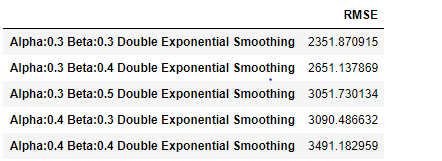 RMSE
Alpha:0.3 Beta:0.3 Double Exponential Smoothing 2351.870915
Alpha:0.3 Beta:0.4 Double Exponential Smoothing 2651.137869
Alpha:0.3 Beta:0.5 Double Exponential Smoothing 3051.730134
Alpha:0.4 Beta:0.3 Double Exponential Smoothing 3090.486632
Alpha:0.4 Beta:0.4 Double Exponential Smoothing 3491.182959